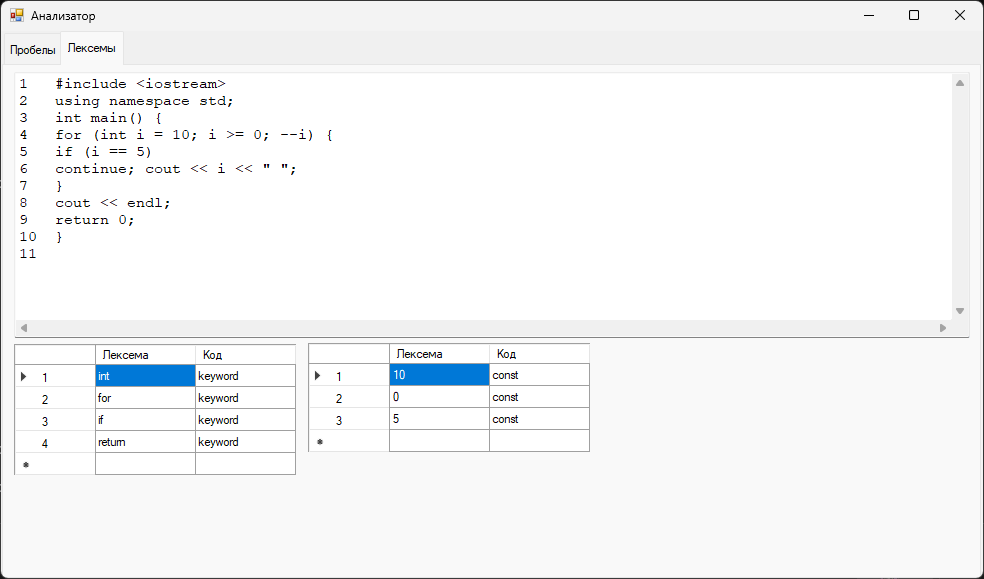 Анализатор
Пробелы Лексемы
1 #include <iostream>
2 using namespace std;
3 int main() {
4 for (int i = 10; i >= 0; --i) {
5 if (i == 5)
6 continue; cout << i << " ";
7 }
8 cout << endl;
9 return 0;
10 }
11
Лексема Код
1 int keyword
2 for keyword
3 if keyword
4 return keyword
Лексема Код
1 10 const
2 0 const
3 5 const